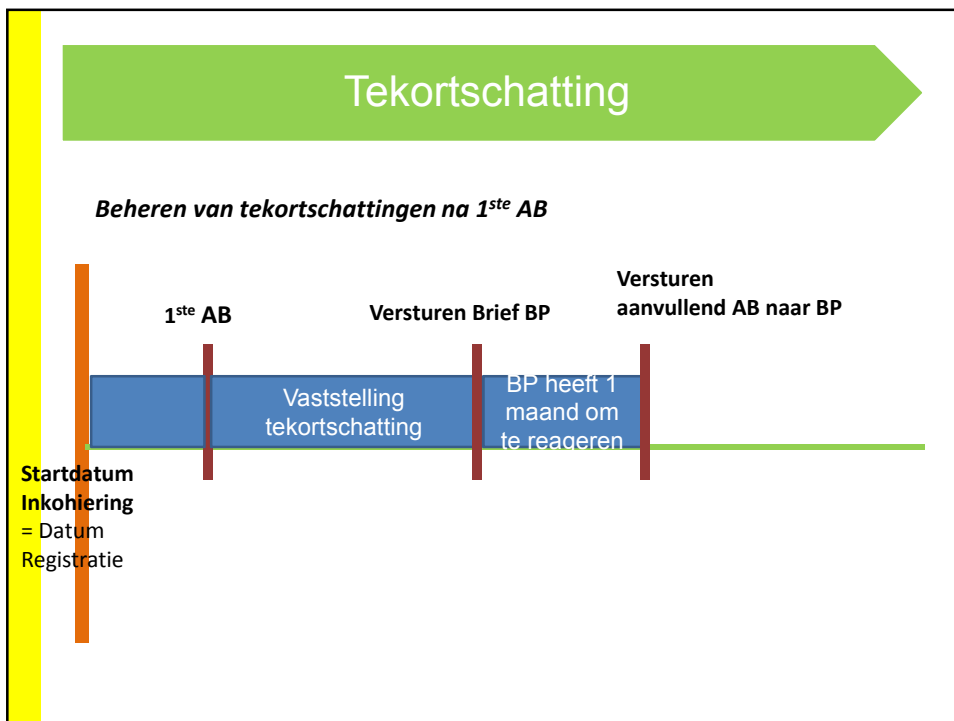 Tekortschatting
Beheren van tekortschattingen na 1ste AB
1ste AB
Versturen Brief BP
Versturen
aanvullend AB naar BP
Vaststelling
tekortschatting
BP heeft 1
maand om
te reageren
Startdatum
Inkohiering
= Datum
Registratie